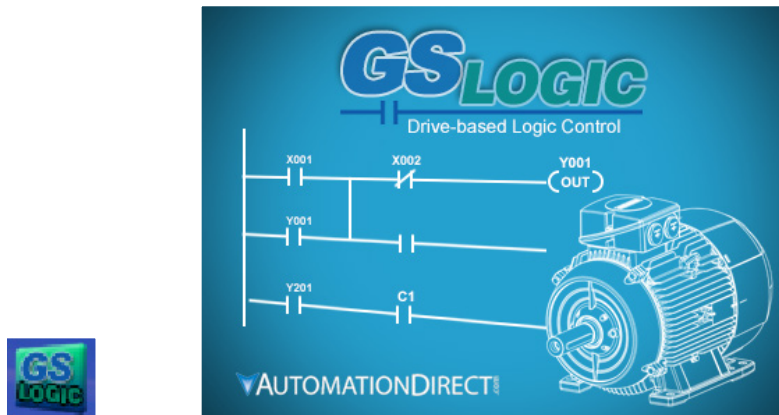 GS LOGIC
Drive-based Logic Control
X001
X002
Y001
OUT
Y001
Y201
C1
AUTOMATIONDIRECT
GS
LOGIC